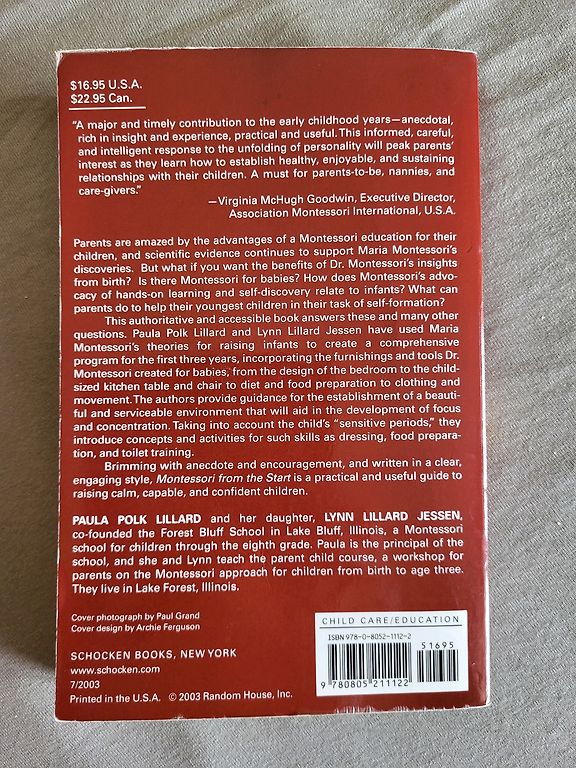 $16.95 U.S.A.
$22.95 Can.
"A major and timely contribution to the early childhood years—anecdotal,
rich in insight and experience, practical and useful. This informed, careful,
and intelligent response to the unfolding of personality will peak parents'
interest as they learn how to establish healthy, enjoyable, and sustaining
relationships with their children. A must for parents-to-be, nannies, and
care-givers."
—Virginia McHugh Goodwin, Executive Director,
Association Montessori International, U.S.A.
Parents are amazed by the advantages of a Montessori education for their
children, and scientific evidence continues to support Maria Montessori's
discoveries. But what if you want the benefits of Dr. Montessori's insights
from birth? Is there Montessori for babies? How does Montessori's advo-
cacy of hands-on learning and self-discovery relate to infants? What can
parents do to help their youngest children in their task of self-formation?
This authoritative and accessible book answers these and many other
questions. Paula Polk Lillard and Lynn Lillard Jessen have used Maria
Montessori's theories for raising infants to create a comprehensive
program for the first three years, incorporating the furnishings and tools Dr.
Montessori created for babies, from the design of the bedroom to the child-
sized kitchen table and chair to diet and food preparation to clothing and
movement. The authors provide guidance for the establishment of a beauti-
ful and serviceable environment that will aid in the development of focus
and concentration. Taking into account the child's "sensitive periods," they
introduce concepts and activities for such skills as dressing, food prepara-
tion, and toilet training.
Brimming with anecdote and encouragement, and written in a clear,
engaging style, Montessori from the Start is a practical and useful guide to
raising calm, capable, and confident children.
PAULA POLK LILLARD and her daughter, LYNN LILLARD JESSEN,
co-founded the Forest Bluff School in Lake Bluff, Illinois, a Montessori
school for children through the eighth grade. Paula is the principal of the
school, and she and Lynn teach the parent child course, a workshop for
parents on the Montessori approach for children from birth to age three.
They live in Lake Forest, Illinois.
Cover photograph by Paul Grand
Cover design by Archie Ferguson
SCHOCKEN BOOKS, NEW YORK
www.schocken.com
7/2003
Printed in the U.S.A. © 2003 Random House, Inc.
CHILD CARE/EDUCATION
ISBN 978-0-8052-1112-2
51695
9 780805 211122